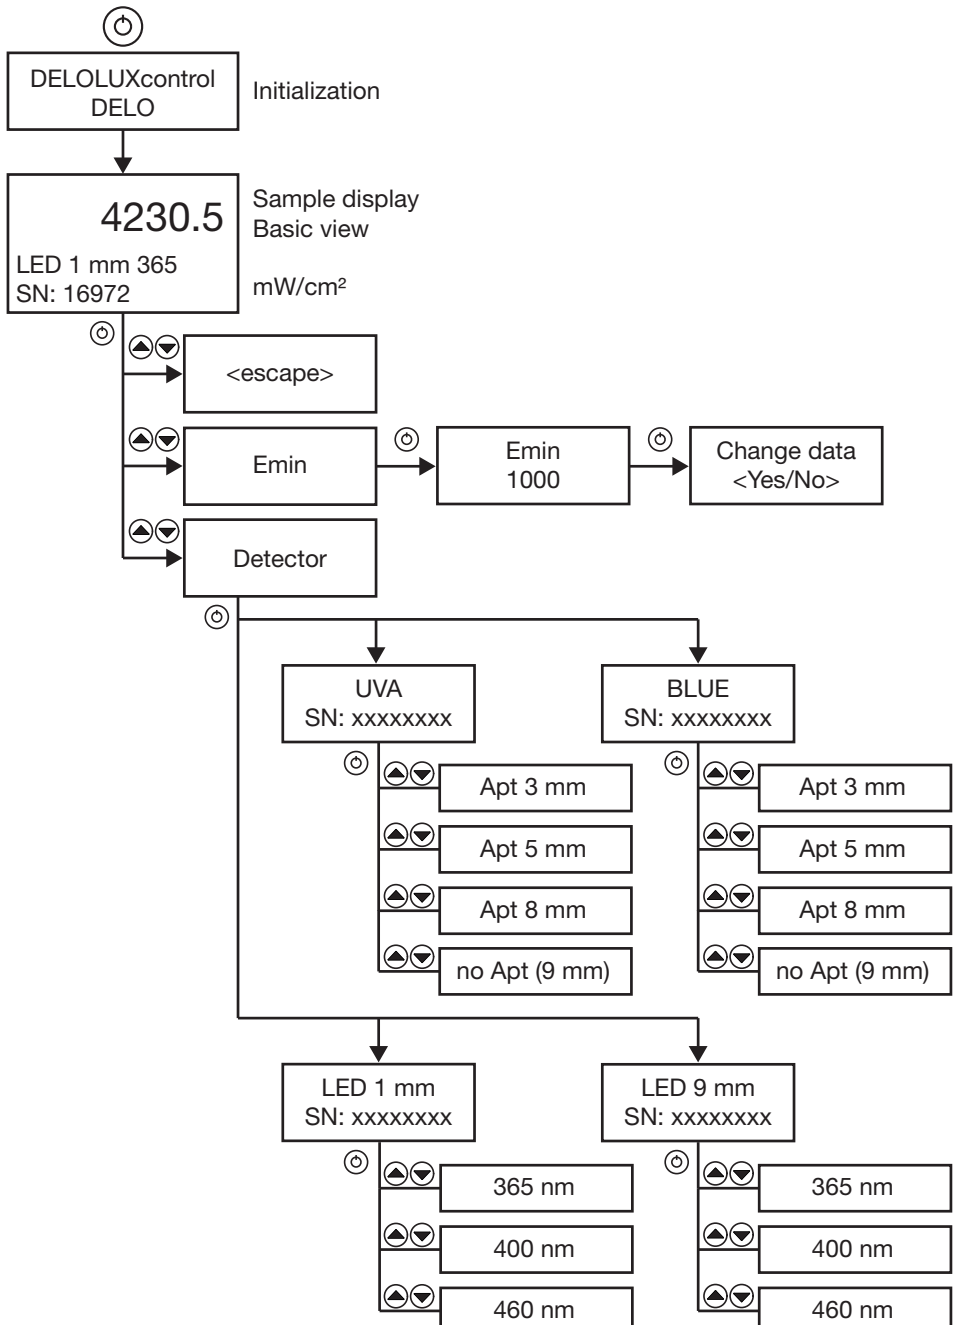 DELOLUXcontrol
DELO
Initialization
4230.5
LED 1 mm 365
SN: 16972
Sample display
Basic view
mW/cm²
<escape>
Emin
Emin
1000
Change data
<Yes/No>
Detector
UVA
SN: xxxxxxxx
BLUE
SN: xxxxxxxx
Apt 3 mm
Apt 5 mm
Apt 8 mm
no Apt (9 mm)
Apt 3 mm
Apt 5 mm
Apt 8 mm
no Apt (9 mm)
LED 1 mm
SN: xxxxxxxx
LED 9 mm
SN: xxxxxxxx
365 nm
400 nm
460 nm
365 nm
400 nm
460 nm